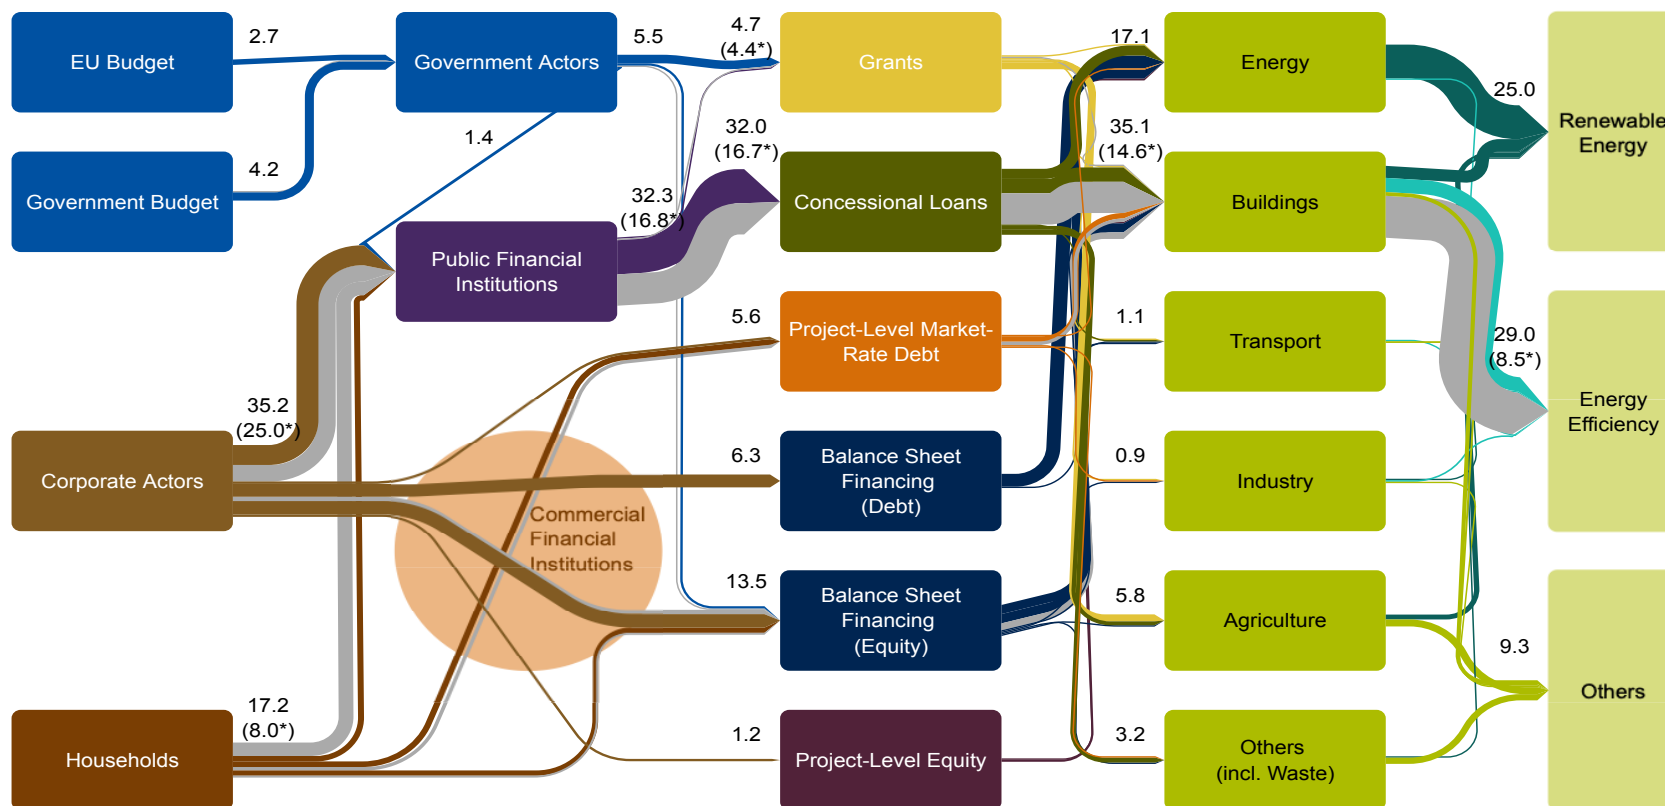 EU Budget
2.7
Government Actors
5.5
4.7
(4.4*)
Grants
17.1
Energy
25.0
Renewable
Energy
Government Budget
4.2
1.4
32.3
(16.8*)
Public Financial
Institutions
32.0
(16.7*)
Concessional Loans
35.1
(14.6*)
Buildings
5.6
Project-Level Market-
Rate Debt
1.1
Transport
29.0
(8.5*)
Energy
Efficiency
35.2
(25.0*)
Corporate Actors
Commercial
Financial
Institutions
6.3
Balance Sheet
Financing
(Debt)
0.9
Industry
13.5
Balance Sheet
Financing
(Equity)
5.8
Agriculture
9.3
Others
17.2
(8.0*)
Households
1.2
Project-Level Equity
3.2
Others
(incl. Waste)